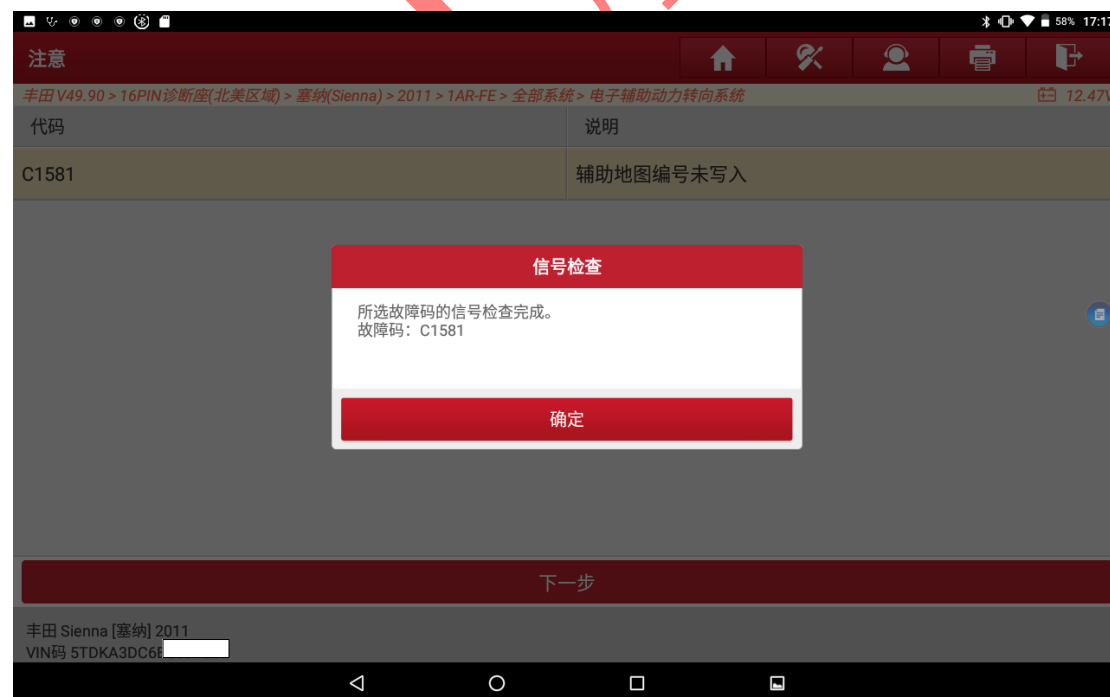 58% 17:17
注意
丰田 V49.90 > 16PIN诊断座(北美区域) > 塞纳(Sienna) > 2011 > 1AR-FE > 全部系统 > 电子辅助动力转向系统
12.47V
代码 说明
C1581 辅助地图编号未写入
信号检查
所选故障码的信号检查完成。
故障码：C1581
确定
下一步
丰田 Sienna [塞纳] 2011
VIN码 5TDKA3DC6